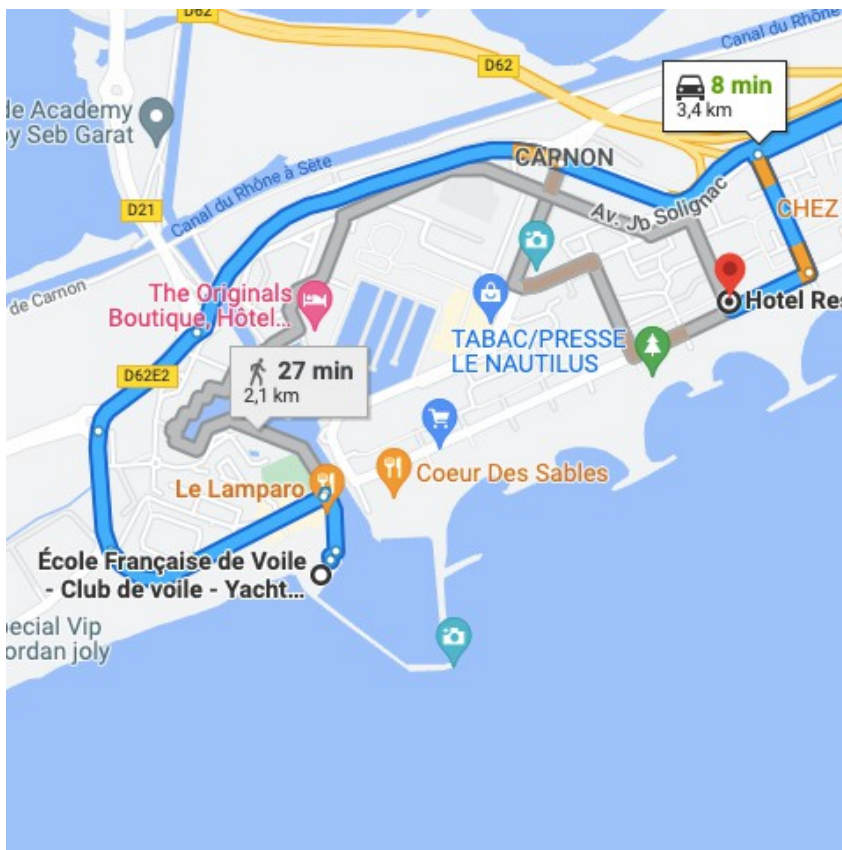 D62
Canal du Rhône
D62
8 min
3,4 km
de Academy
by Seb Garat
CARNON
D21
Canal du Rhône à Sète
Av. Jb Solignac
CHEZ
de Carnon
The Originals
Boutique, Hôtel...
Hotel Res
TABAC/PRESSE
LE NAUTILUS
D62E2
27 min
2,1 km
Le Lamparo
Coeur Des Sables
École Française de Voile
- Club de voile - Yacht...
pecial Vip
ordan joly